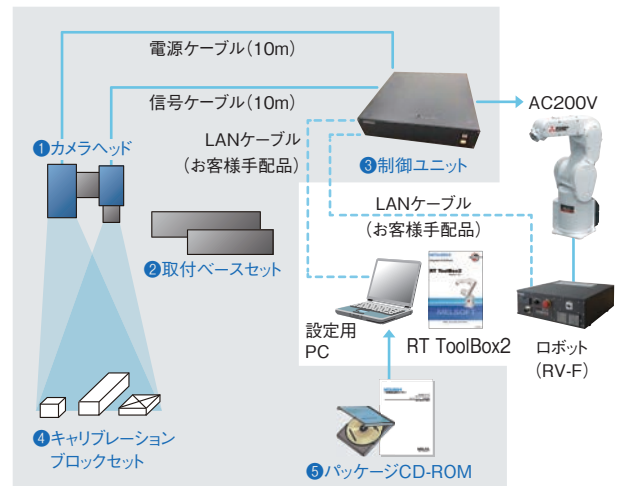 電源ケーブル(10m)
信号ケーブル(10m)
AC200V
LANケーブル
(お客様手配品)
❶カメラヘッド
❸制御ユニット
LANケーブル
(お客様手配品)
❷取付ベースセット
RT ToolBox2
MELSOFT
設定用
PC
RT ToolBox2
ロボット
(RV-F)
❹キャリブレーション
ブロックセット
❺パッケージCD-ROM